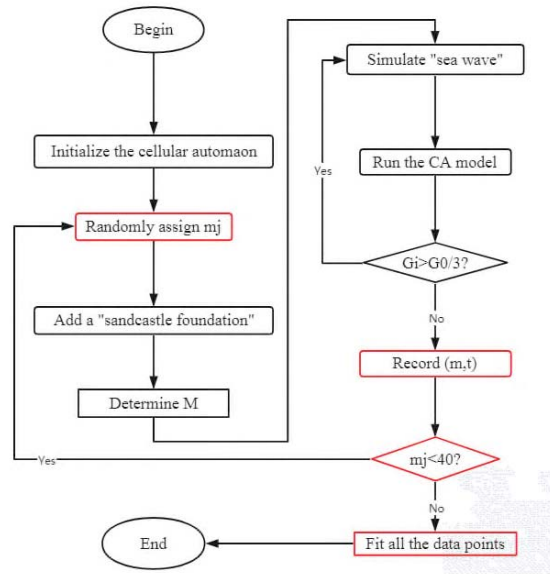 Begin
Initialize the cellular automaon
Randomly assign mj
Add a "sandcastle foundation"
Determine M
Simulate "sea wave"
Run the CA model
Yes
Gi>G0/3?
No
Record (m,t)
mj<40?
Yes
No
Fit all the data points
End